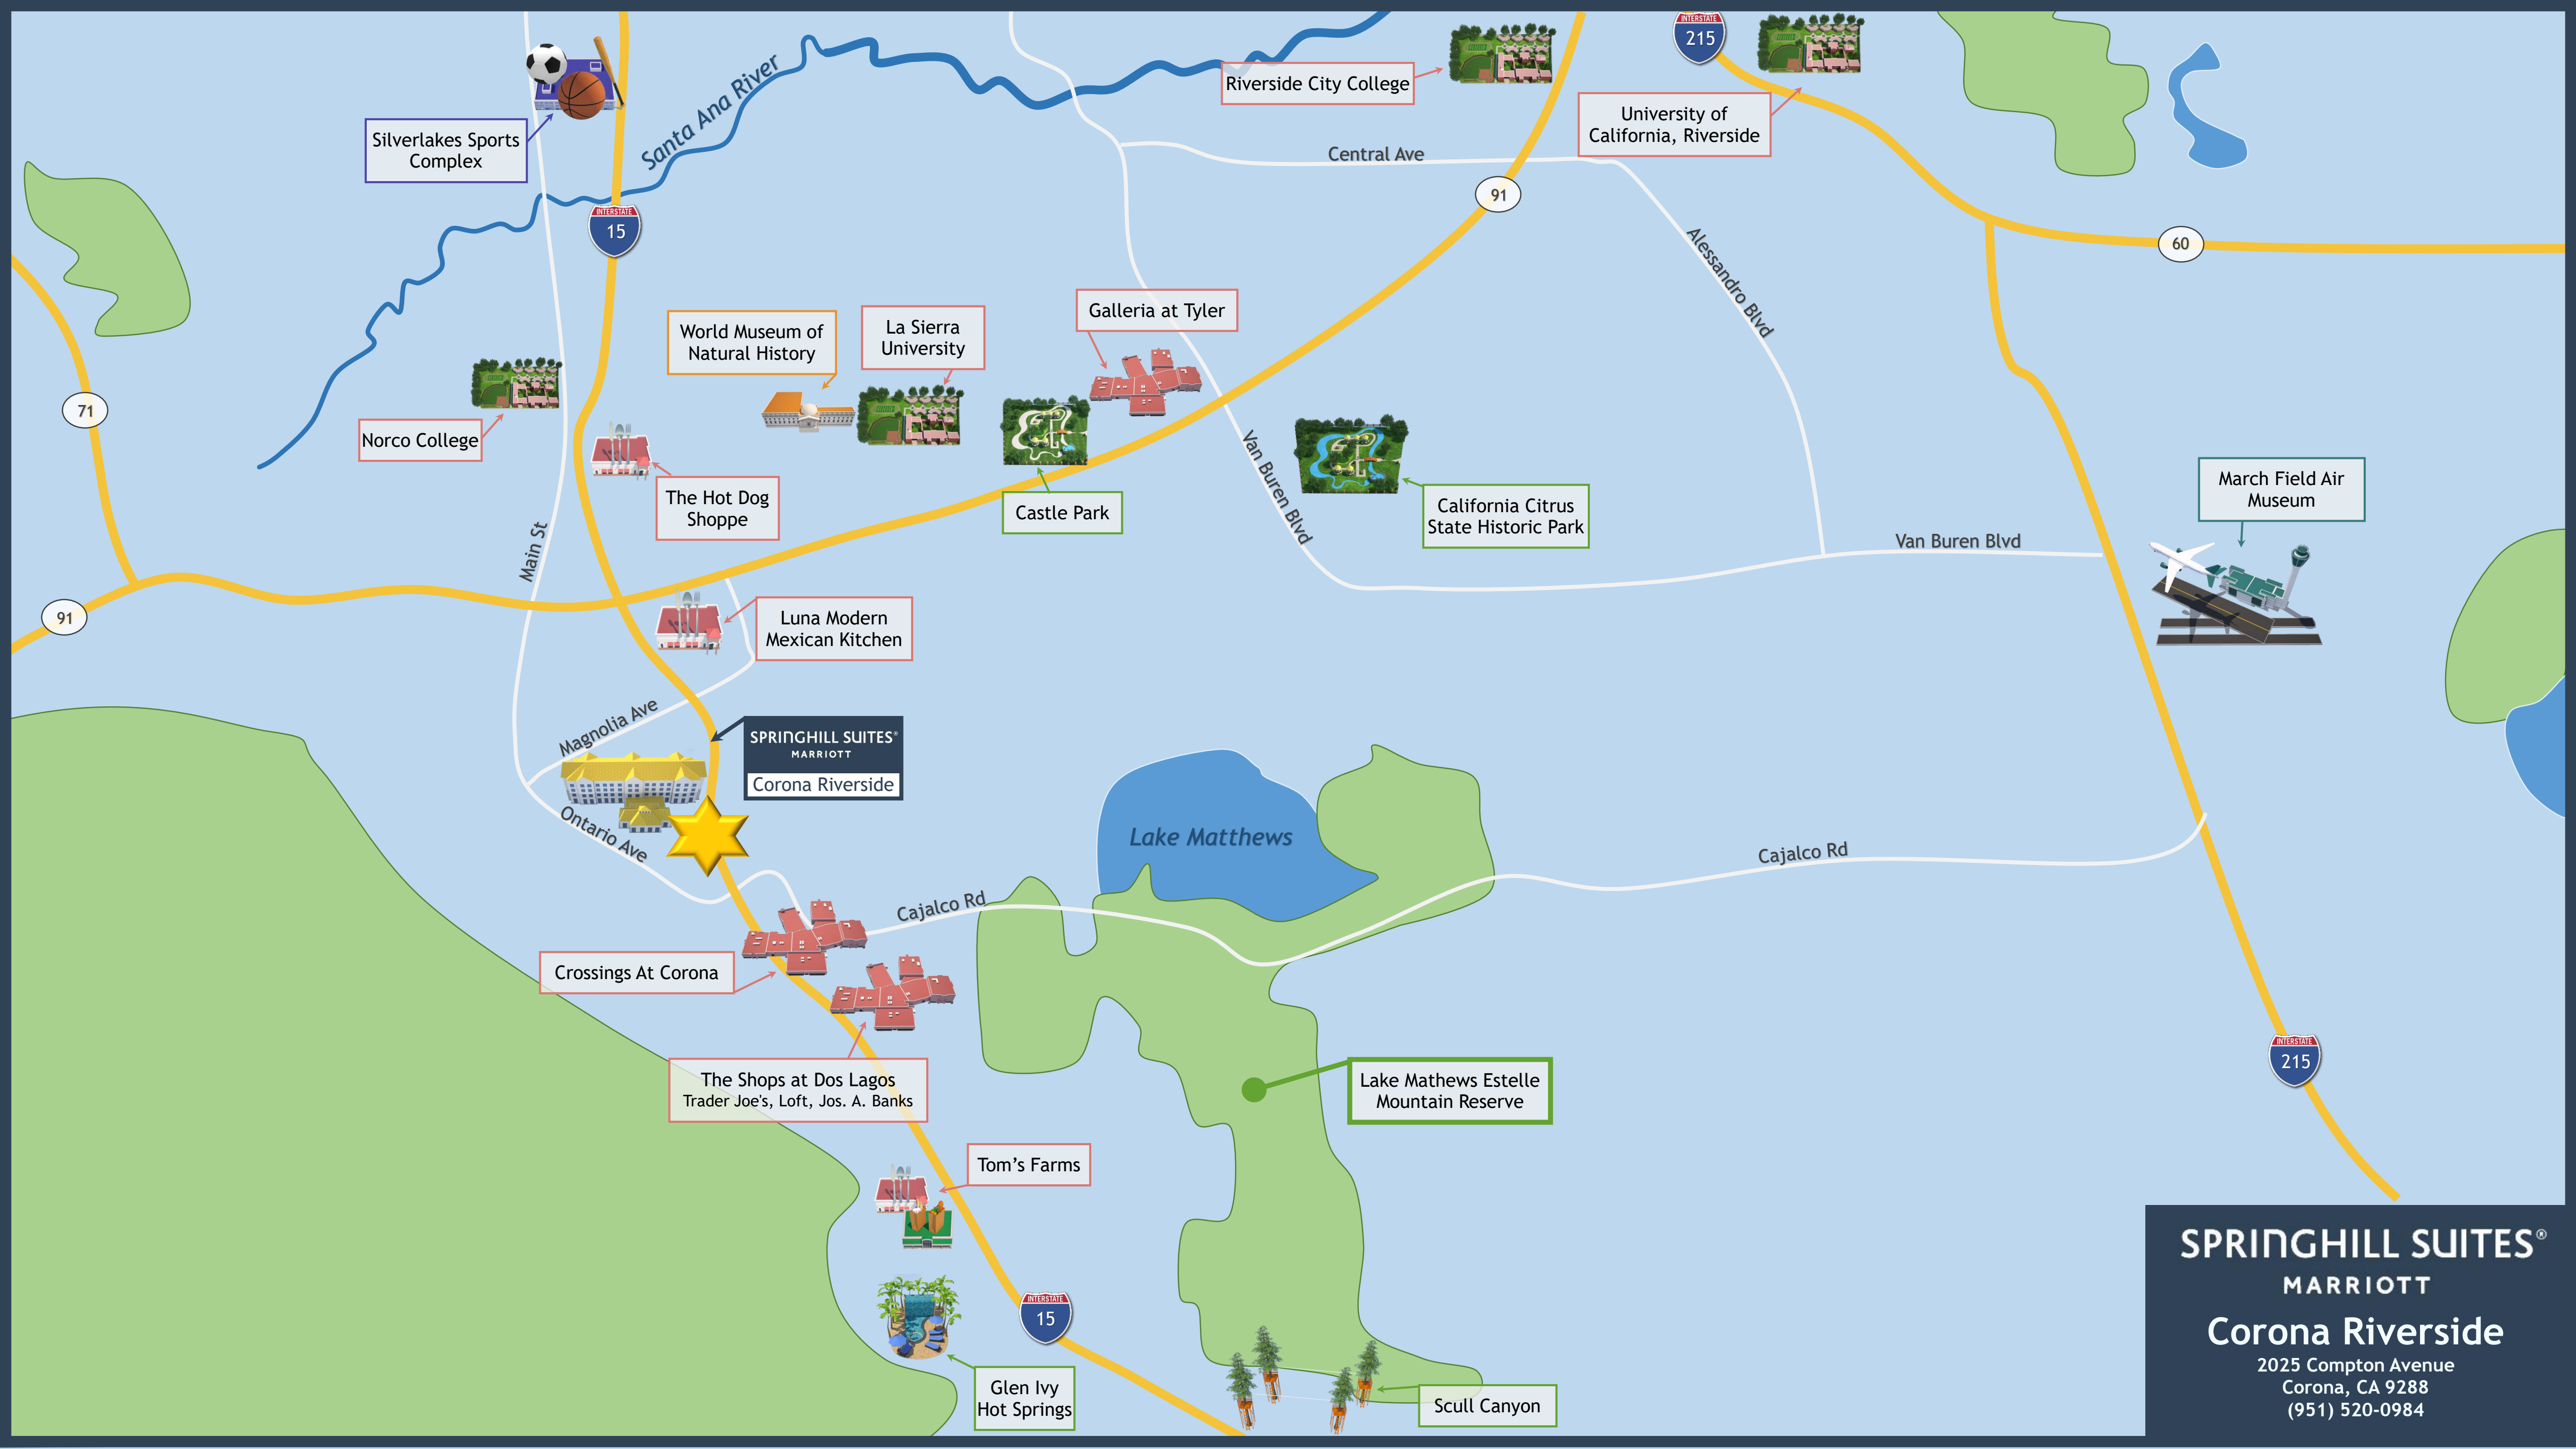 INTERSTATE
215
Riverside City College
Silverlakes Sports
Complex
Santa Ana River
University of
California, Riverside
Central Ave
91
INTERSTATE
15
Alessandro Blvd
60
World Museum of
Natural History
La Sierra
University
Galleria at Tyler
71
Norco College
Van Buren Blvd
The Hot Dog
Shoppe
Castle Park
California Citrus
State Historic Park
March Field Air
Museum
Main St
Van Buren Blvd
91
Luna Modern
Mexican Kitchen
Magnolia Ave
SPRINGHILL SUITES®
MARRIOTT
Corona Riverside
Ontario Ave
Lake Matthews
Cajalco Rd
Cajalco Rd
Crossings At Corona
The Shops at Dos Lagos
Trader Joe's, Loft, Jos. A. Banks
INTERSTATE
215
Lake Mathews Estelle
Mountain Reserve
Tom’s Farms
INTERSTATE
15
Glen Ivy
Hot Springs
Scull Canyon
SPRINGHILL SUITES®
MARRIOTT
Corona Riverside
2025 Compton Avenue
Corona, CA 9288
(951) 520-0984